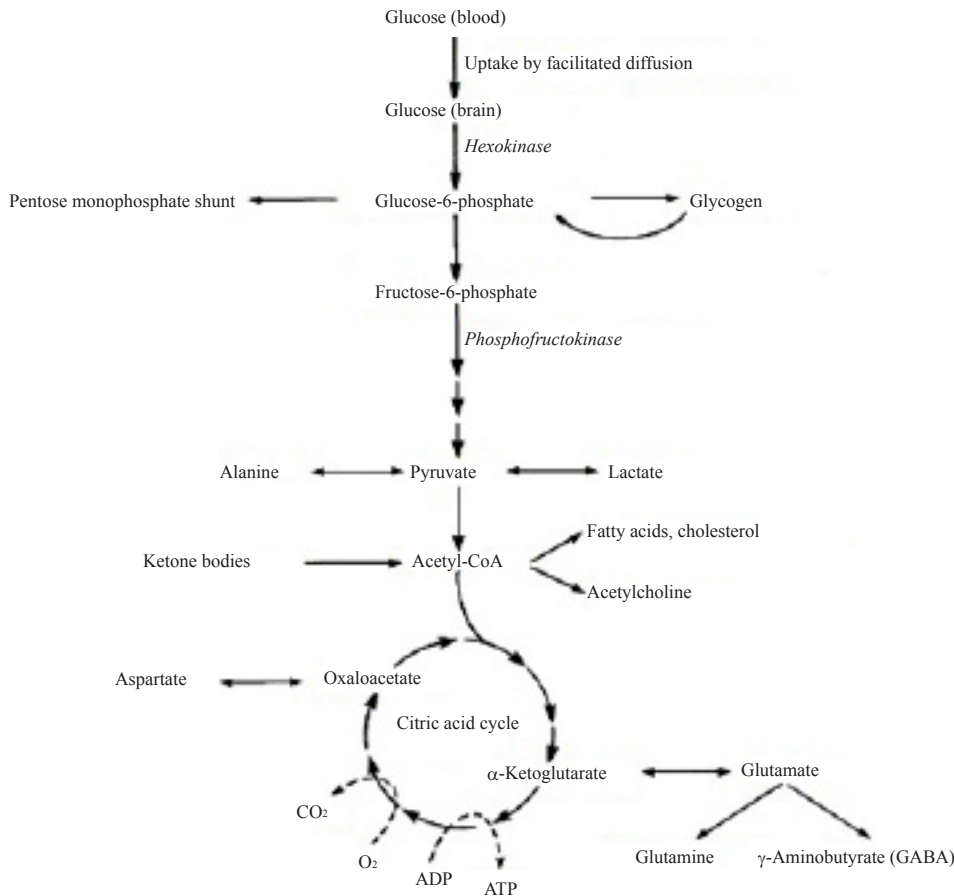 Glucose (blood)
Uptake by facilitated diffusion
Glucose (brain)
Hexokinase
Pentose monophosphate shunt
Glucose-6-phosphate
Glycogen
Fructose-6-phosphate
Phosphofructokinase
Alanine
Pyruvate
Lactate
Fatty acids, cholesterol
Ketone bodies
Acetyl-CoA
Acetylcholine
Aspartate
Oxaloacetate
Citric acid cycle
α-Ketoglutarate
Glutamate
CO2
O2
ADP
ATP
Glutamine
γ-Aminobutyrate (GABA)